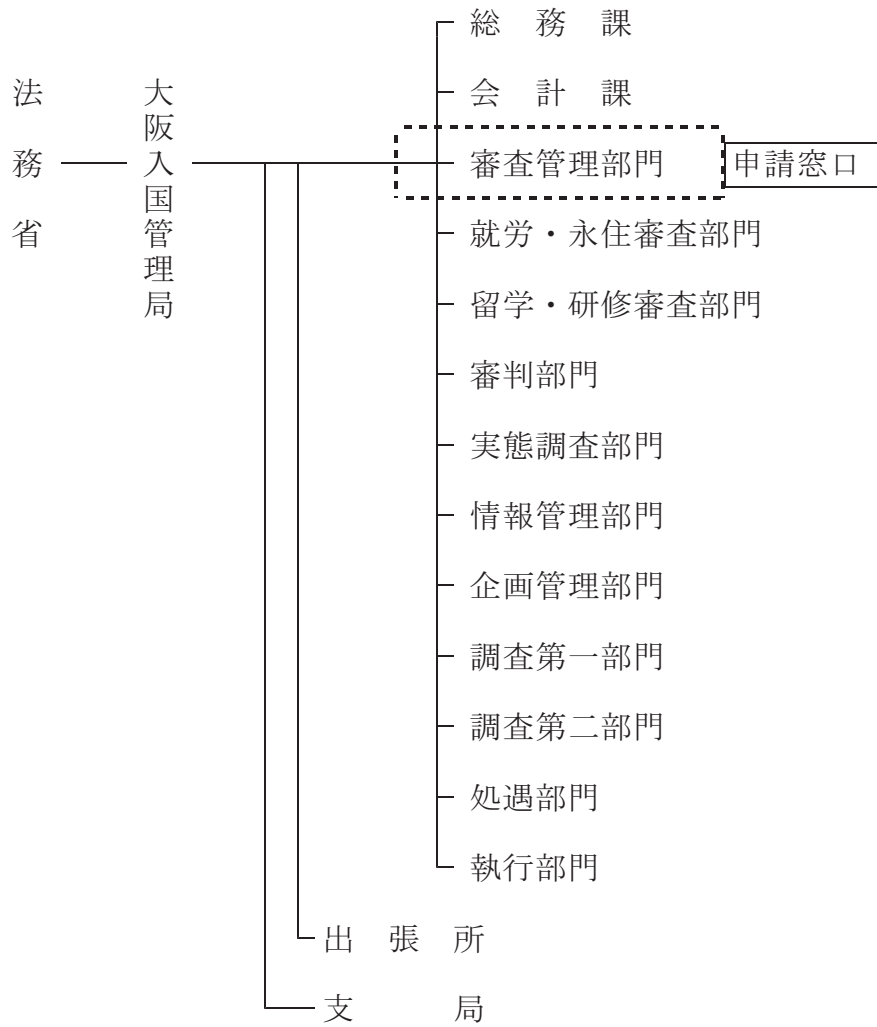 法務省
大阪入国管理局
総務課
会計課
審査管理部門
申請窓口
就労・永住審査部門
留学・研修審査部門
審判部門
実態調査部門
情報管理部門
企画管理部門
調査第一部門
調査第二部門
処遇部門
執行部門
出張所
支局